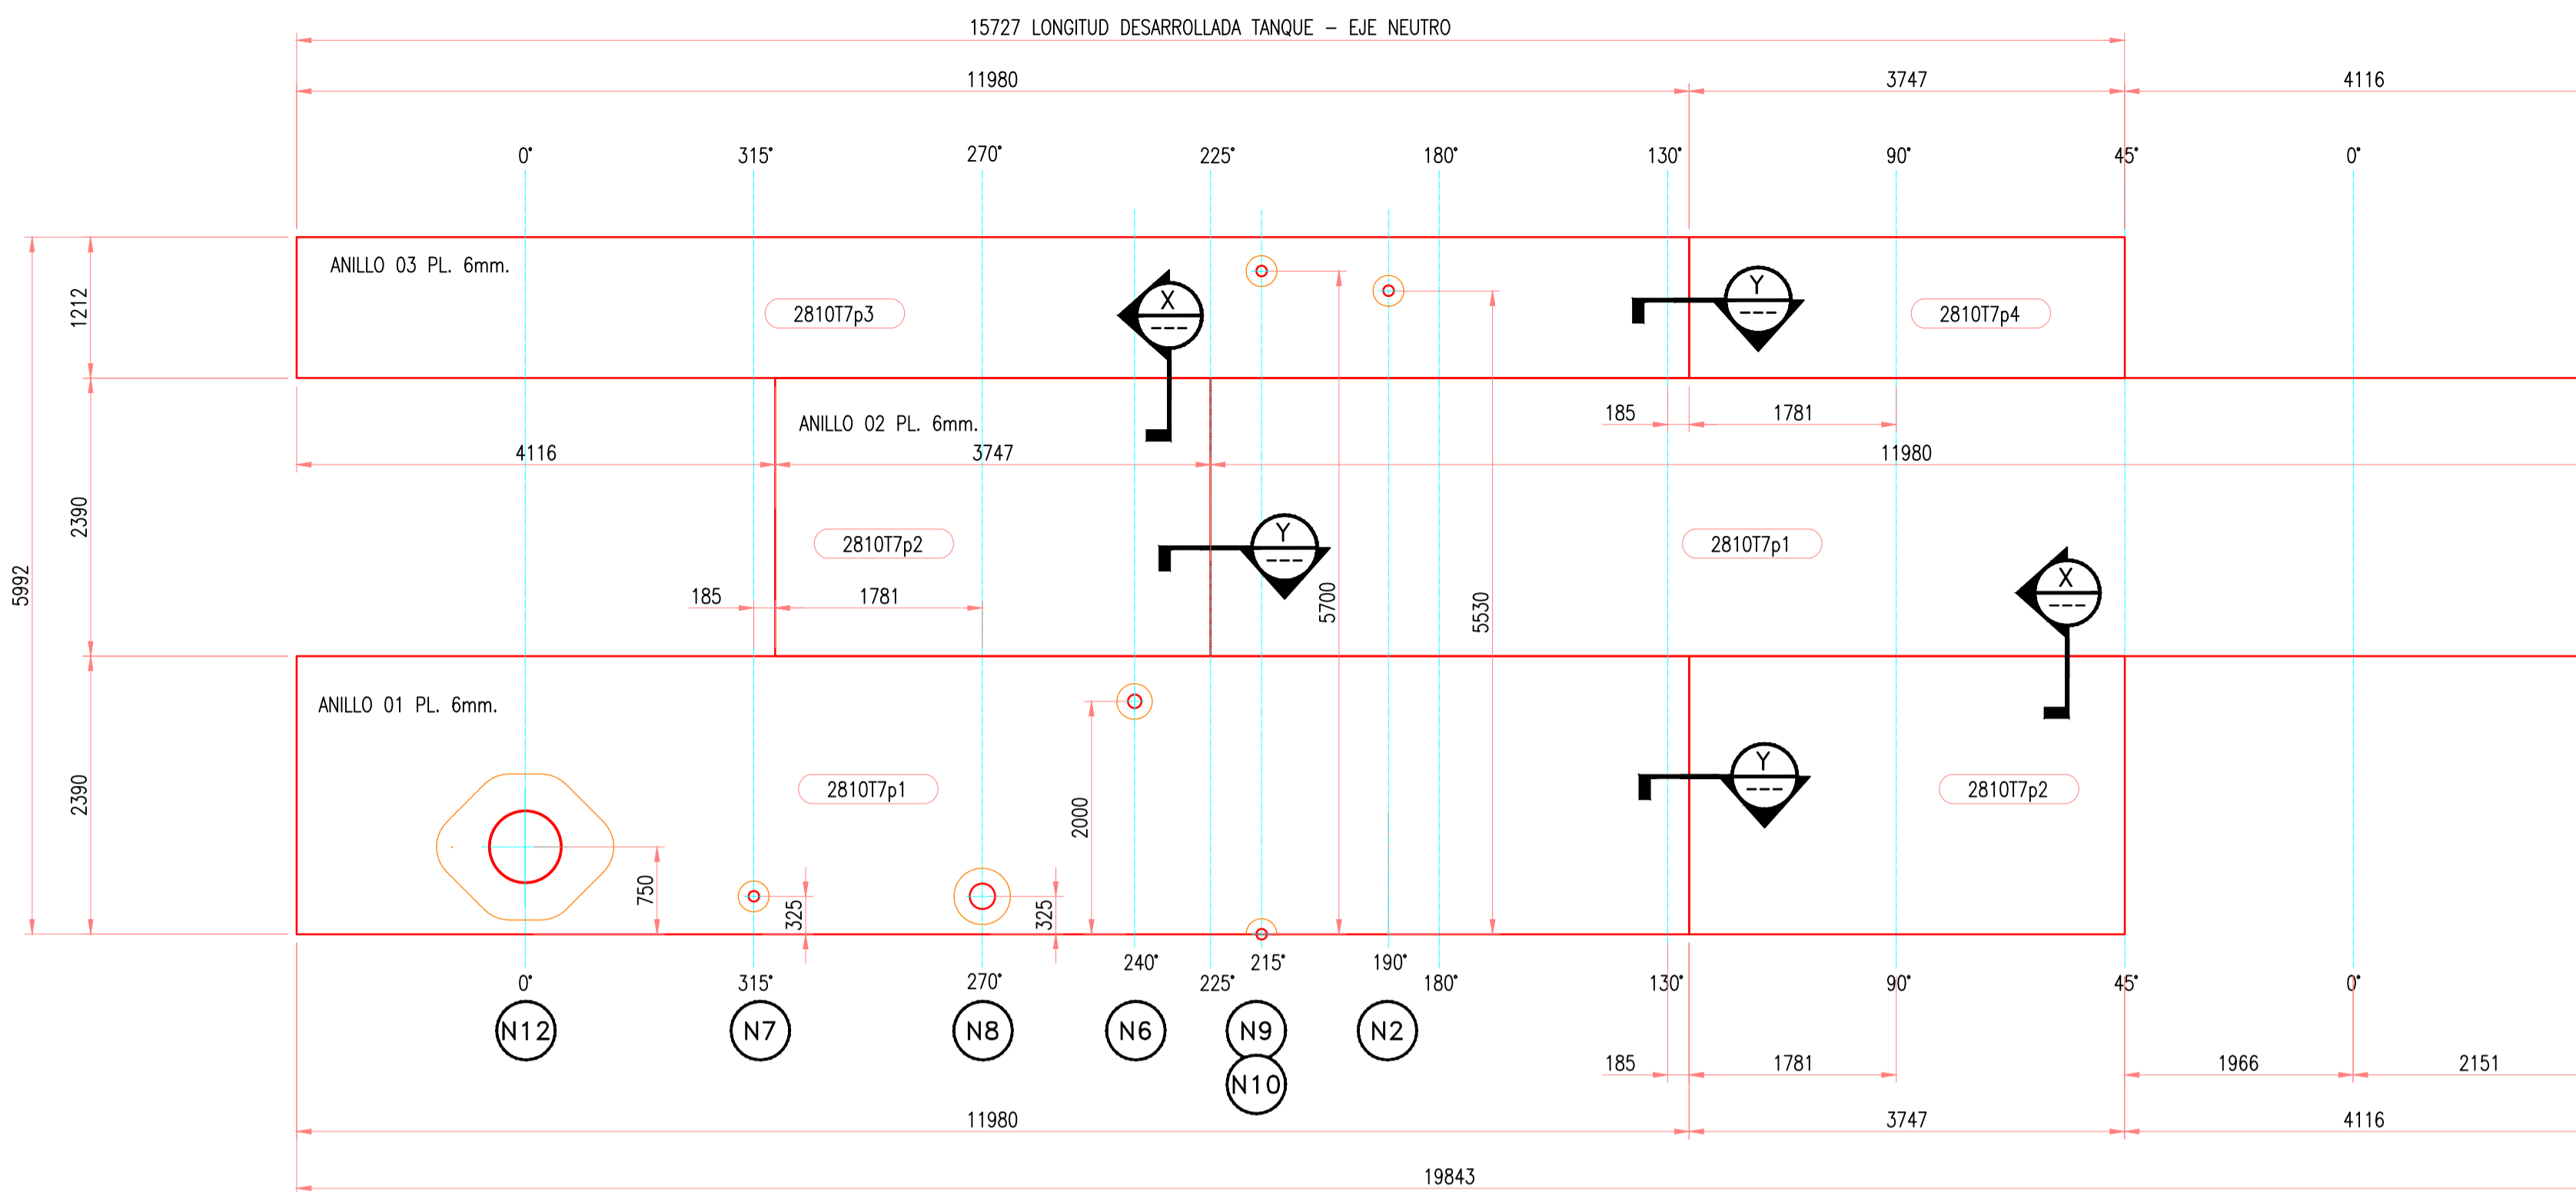 15727 LONGITUD DESARROLLADA TANQUE – EJE NEUTRO
11980 3747 4116
0° 315° 270° 225° 180° 130° 90° 45° 0°
ANILLO 03 PL. 6mm.
X
---
Y
---
2810T7p3
2810T7p4
1212
185 1781
ANILLO 02 PL. 6mm.
4116 3747 11980
2390
5992
2810T7p2
Y
---
2810T7p1
X
---
185 1781
5700
5530
ANILLO 01 PL. 6mm.
2390
2810T7p1
Y
---
2810T7p2
2000
750
325
325
240° 215° 190°
0° 315° 270° 225° 180° 130° 90° 45° 0°
N12 N7 N8 N6 N9 N2
N10
185 1781 1966 2151
11980 3747 4116
19843